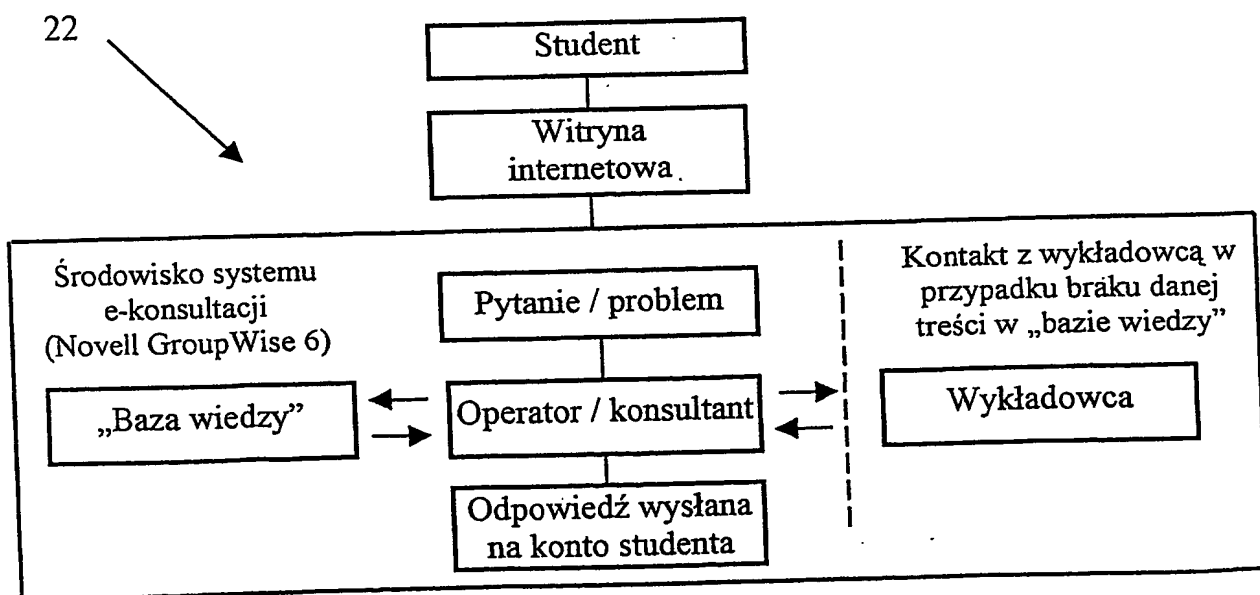 22
Student
Witryna
internetowa
Środowisko systemu
e-konsultacji
(Novell GroupWise 6)
„Baza wiedzy”
Pytanie / problem
Operator / konsultant
Odpowiedź wysłana
na konto studenta
Kontakt z wykładowcą w
przypadku braku danej
treści w „bazie wiedzy”
Wykładowca